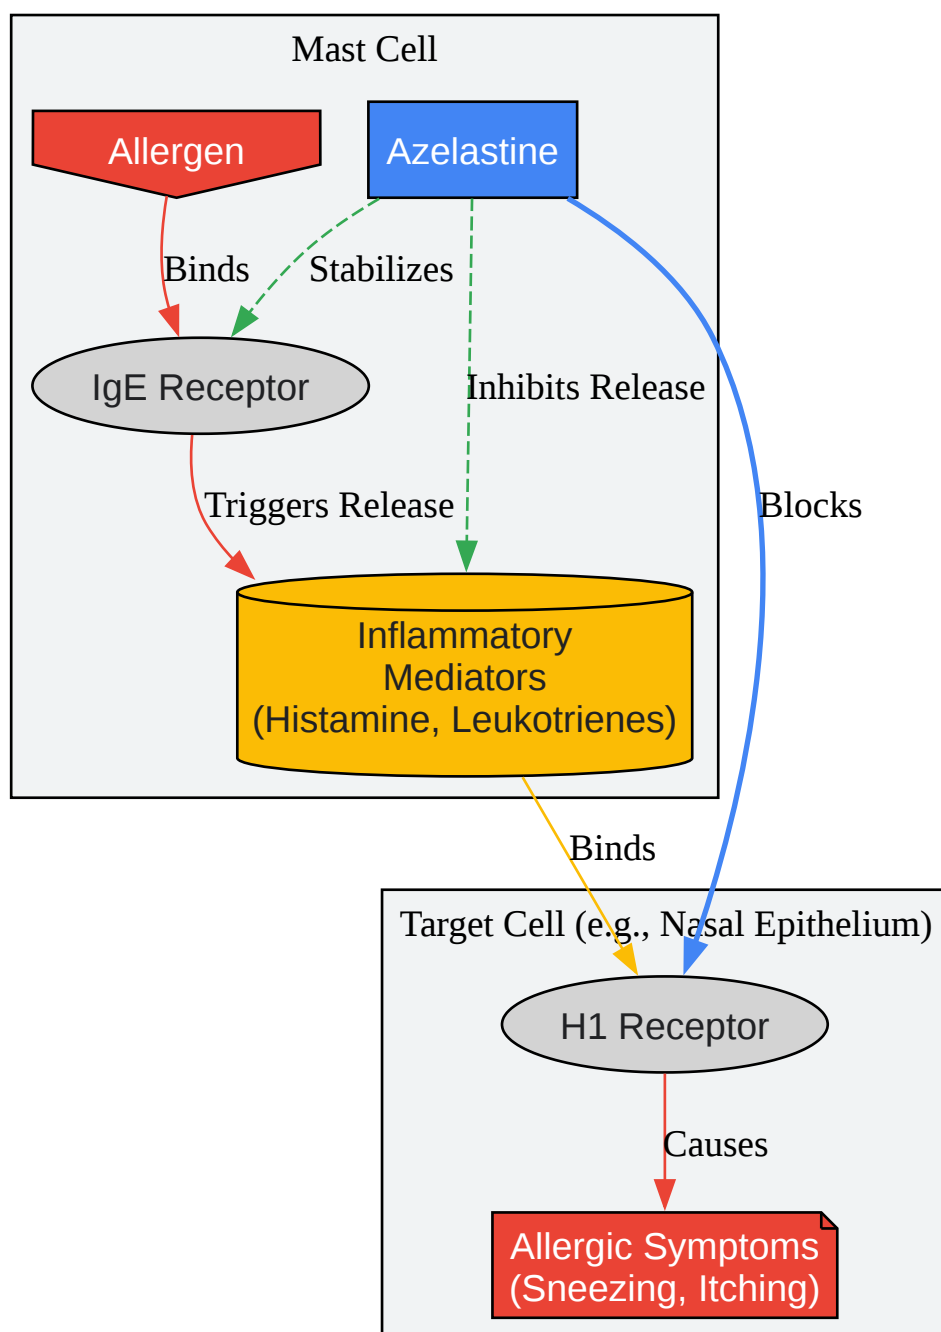 Mast Cell
Allergen
Azelastine
Binds
Stabilizes
IgE Receptor
Inhibits Release
Triggers Release
Blocks
Inflammatory
Mediators
(Histamine, Leukotrienes)
Binds
Target Cell (e.g., Nasal Epithelium)
H1 Receptor
Causes
Allergic Symptoms
(Sneezing, Itching)